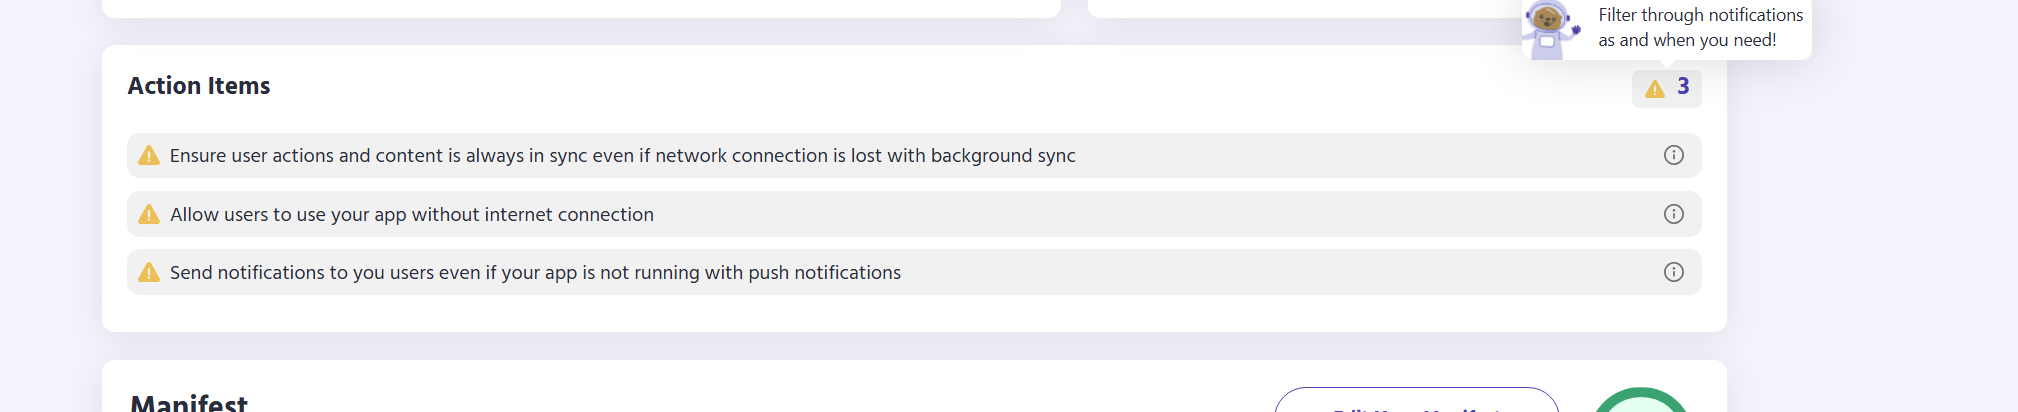 Filter through notifications
as and when you need!
Action Items
3
Ensure user actions and content is always in sync even if network connection is lost with background sync
Allow users to use your app without internet connection
Send notifications to you users even if your app is not running with push notifications
Manifest